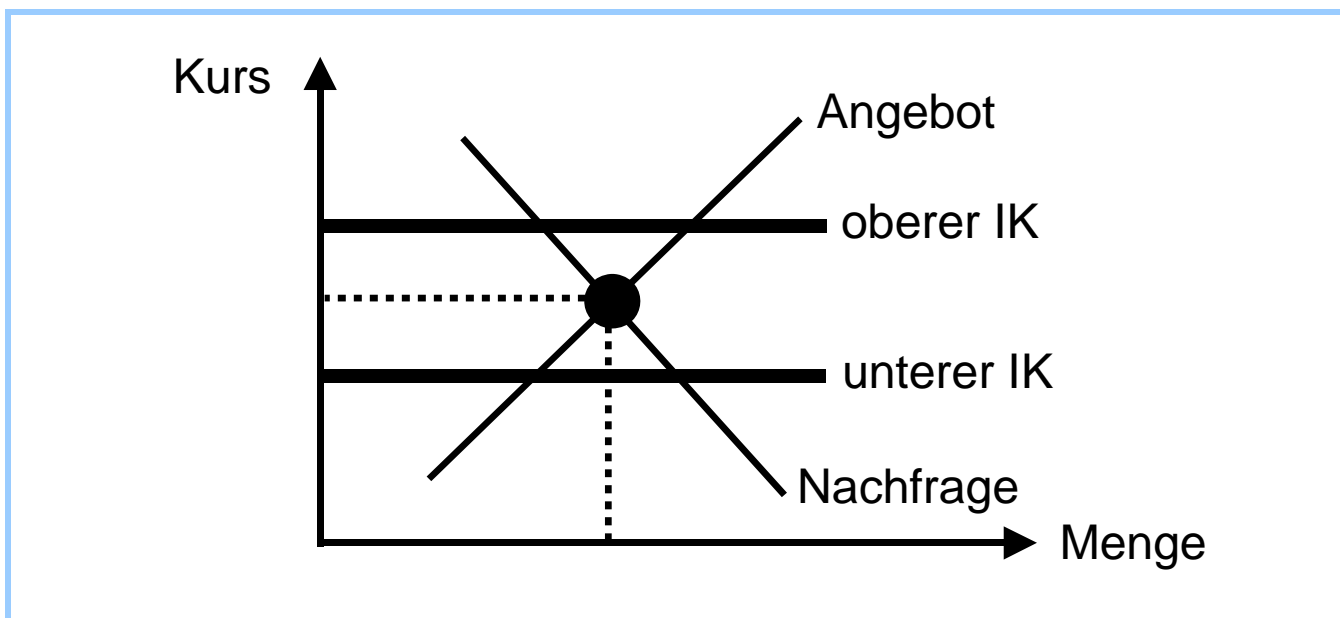 Kurs
Angebot
oberer IK
unterer IK
Nachfrage
Menge